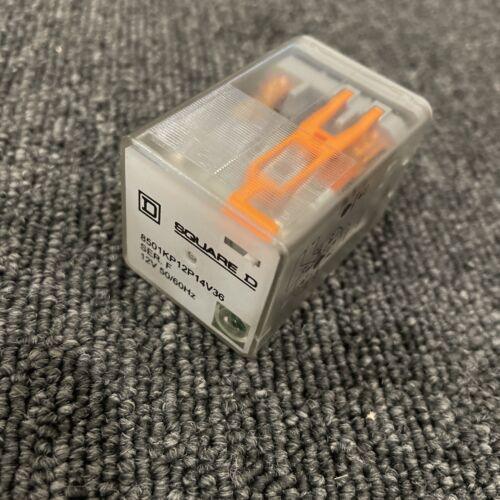 SQUARE D
8501KP12P14V36
SER. F
12V 50/60Hz